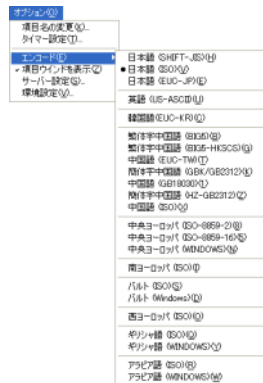 オプション(O)
項目名の変更(X)...
タイマー設定(T)...
エンコード(E)
項目ウインドを表示(Z)
サーバー設定(S)...
環境設定(V)...
日本語 (SHIFT-JIS)(H)
日本語 (ISO)(V)
日本語 (EUC-JP)(E)
英語 (US-ASCII)(U)
韓国語(EUC-KR)(C)
繁体字中国語 (BIG5)(B)
繁体字中国語 (BIG5-HKSCS)(G)
中国語 (EUC-TW)(T)
簡体字中国語 (GBK/GB2312)(K)
中国語 (GB18030)(L)
簡体字中国語 (HZ-GB2312)(Z)
中国語 (ISO)(X)
中央ヨーロッパ (ISO-8859-2)(8)
中央ヨーロッパ (ISO-8859-16)(5)
中央ヨーロッパ (WINDOWS)(N)
南ヨーロッパ (ISO)(I)
バルト (ISO)(S)
バルト (Windows)(D)
西ヨーロッパ (ISO)(Q)
ギリシャ語 (ISO)(O)
ギリシャ語 (WINDOWS)(Y)
アラビア語 (ISO)(R)
アラビア語 (WINDOWS)(W)